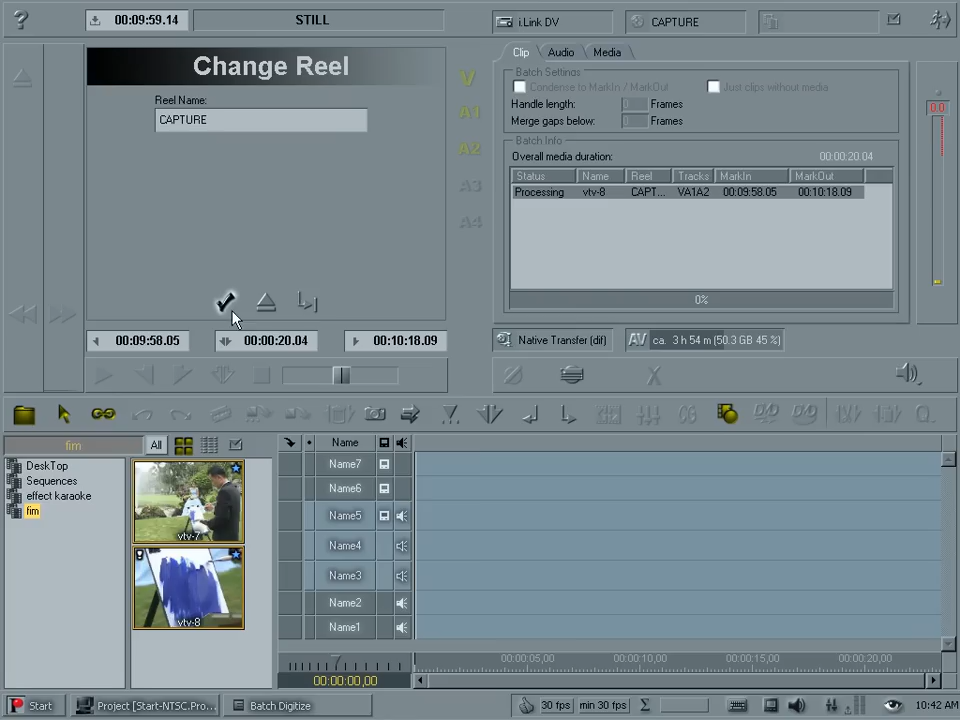 ?
00:09:59.14
STILL
i.Link DV
CAPTURE
Change Reel
Reel Name:
CAPTURE
V
A1
A2
A3
A4
Clip
Audio
Media
Batch Settings
Condense to MarkIn / MarkOut
Just clips without media
Handle length:
0
Frames
Merge gaps below:
Frames
Batch Info
Overall media duration:
00:00:20.04
Status
Name
Reel
Tracks
MarkIn
MarkOut
Processing
vtv-8
CAPT...
VA1A2
00:09:58.05
00:10:18.09
0%
0.0
00:09:58.05
00:00:20.04
00:10:18.09
Native Transfer (dif)
AV
ca. 3 h 54 m (50.3 GB 45 %)
fim
All
Name
DeskTop
Sequences
effect karaoke
fim
vtv-7
vtv-8
Name7
Name6
Name5
Name4
Name3
Name2
Name1
00:00:05,00
00:00:10,00
00:00:15,00
00:00:20,00
00:00:00,00
Start
Project [Start-NTSC.Pro...
Batch Digitize
30 fps
min 30 fps
Σ
10:42 AM